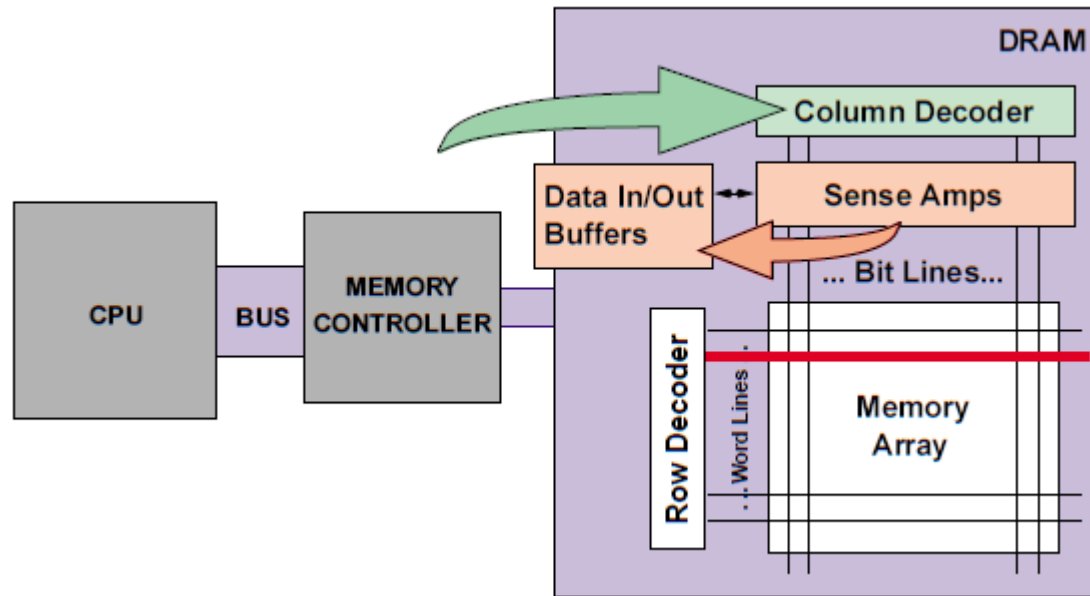 DRAM
Column Decoder
Data In/Out
Buffers
Sense Amps
... Bit Lines...
CPU
BUS
MEMORY
CONTROLLER
Row Decoder
. . .Word Lines . . .
Memory
Array